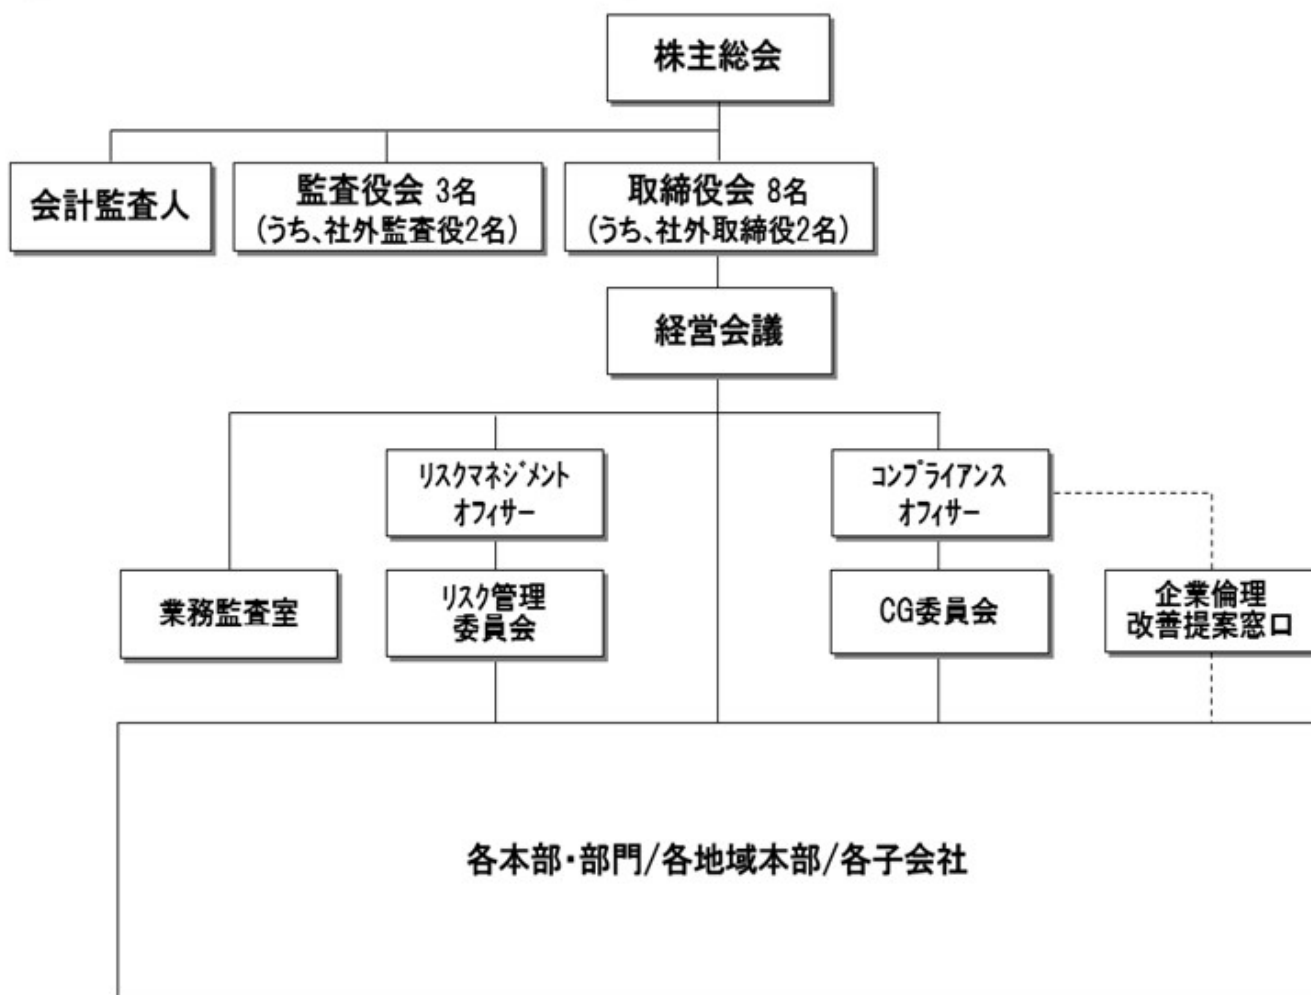 株主総会
会計監査人
監査役会 3名
(うち、社外監査役2名)
取締役会 8名
(うち、社外取締役2名)
経営会議
ﾘｽｸﾏﾈｼﾞﾒﾝﾄ
ｵﾌｨｻｰ
ｺﾝﾌﾟﾗｲｱﾝｽ
ｵﾌｨｻｰ
業務監査室
ﾘｽｸ管理
委員会
CG委員会
企業倫理
改善提案窓口
各本部・部門/各地域本部/各子会社